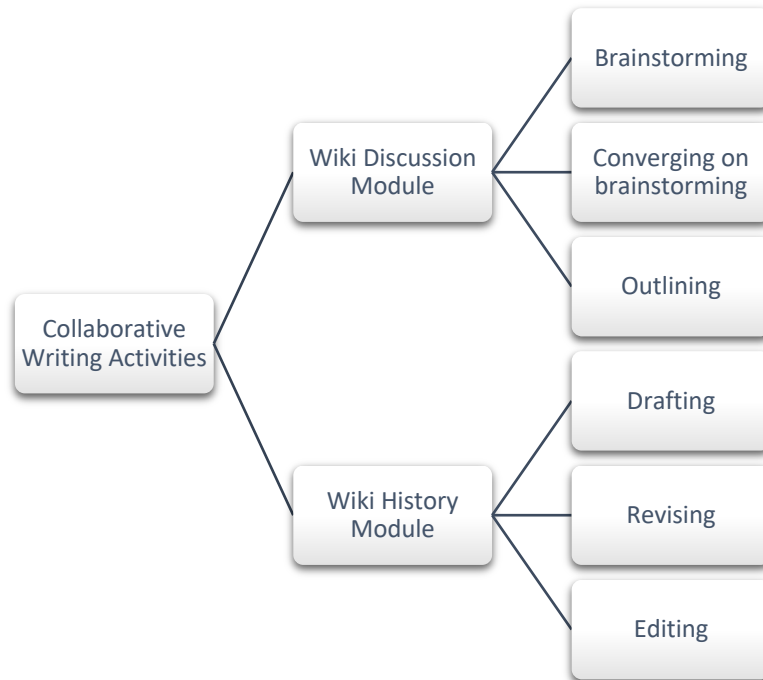 Collaborative
Writing Activities
Wiki Discussion
Module
Brainstorming
Converging on
brainstorming
Outlining
Wiki History
Module
Drafting
Revising
Editing